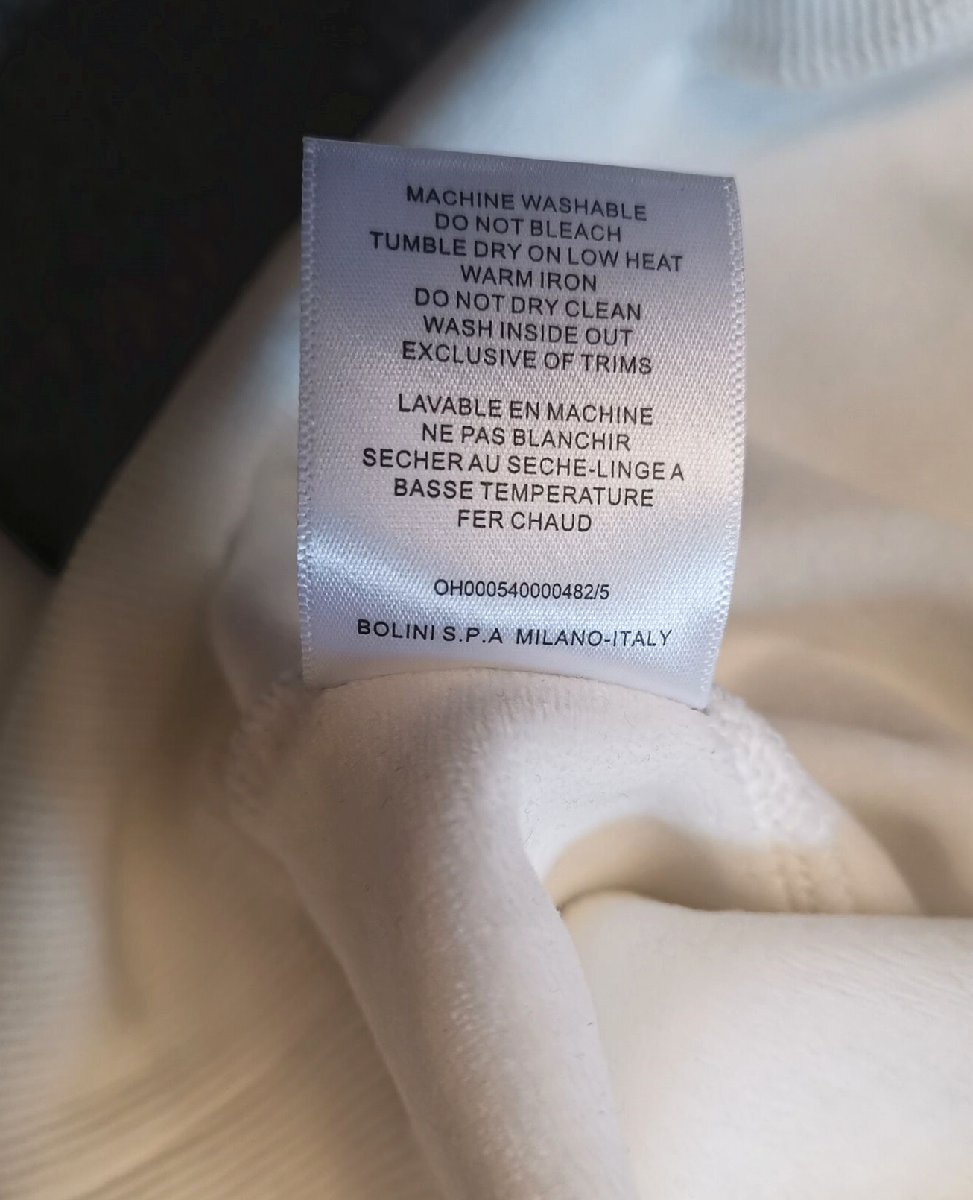 MACHINE WASHABLE
DO NOT BLEACH
TUMBLE DRY ON LOW HEAT
WARM IRON
DO NOT DRY CLEAN
WASH INSIDE OUT
EXCLUSIVE OF TRIMS
LAVABLE EN MACHINE
NE PAS BLANCHIR
SECHER AU SECHE-LINGE A
BASSE TEMPERATURE
FER CHAUD
OH000540000482/5
BOLINI S.P.A MILANO-ITALY